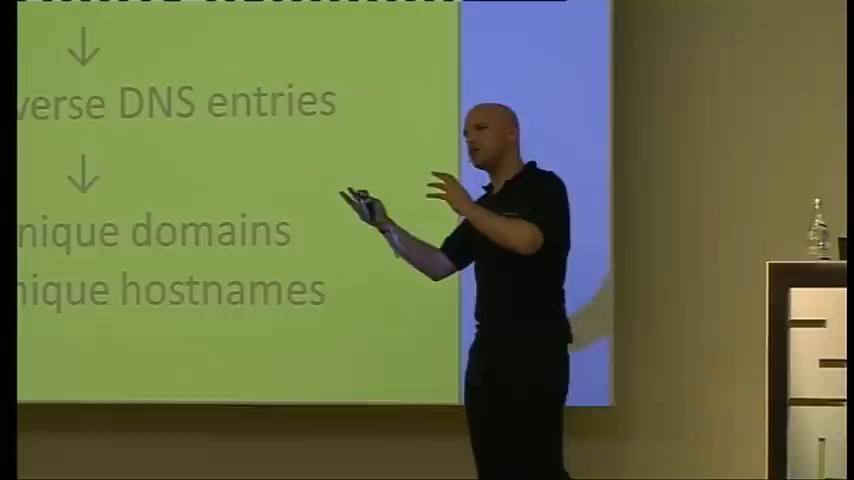 ↓
verse DNS entries
↓
nique domains
nique hostnames